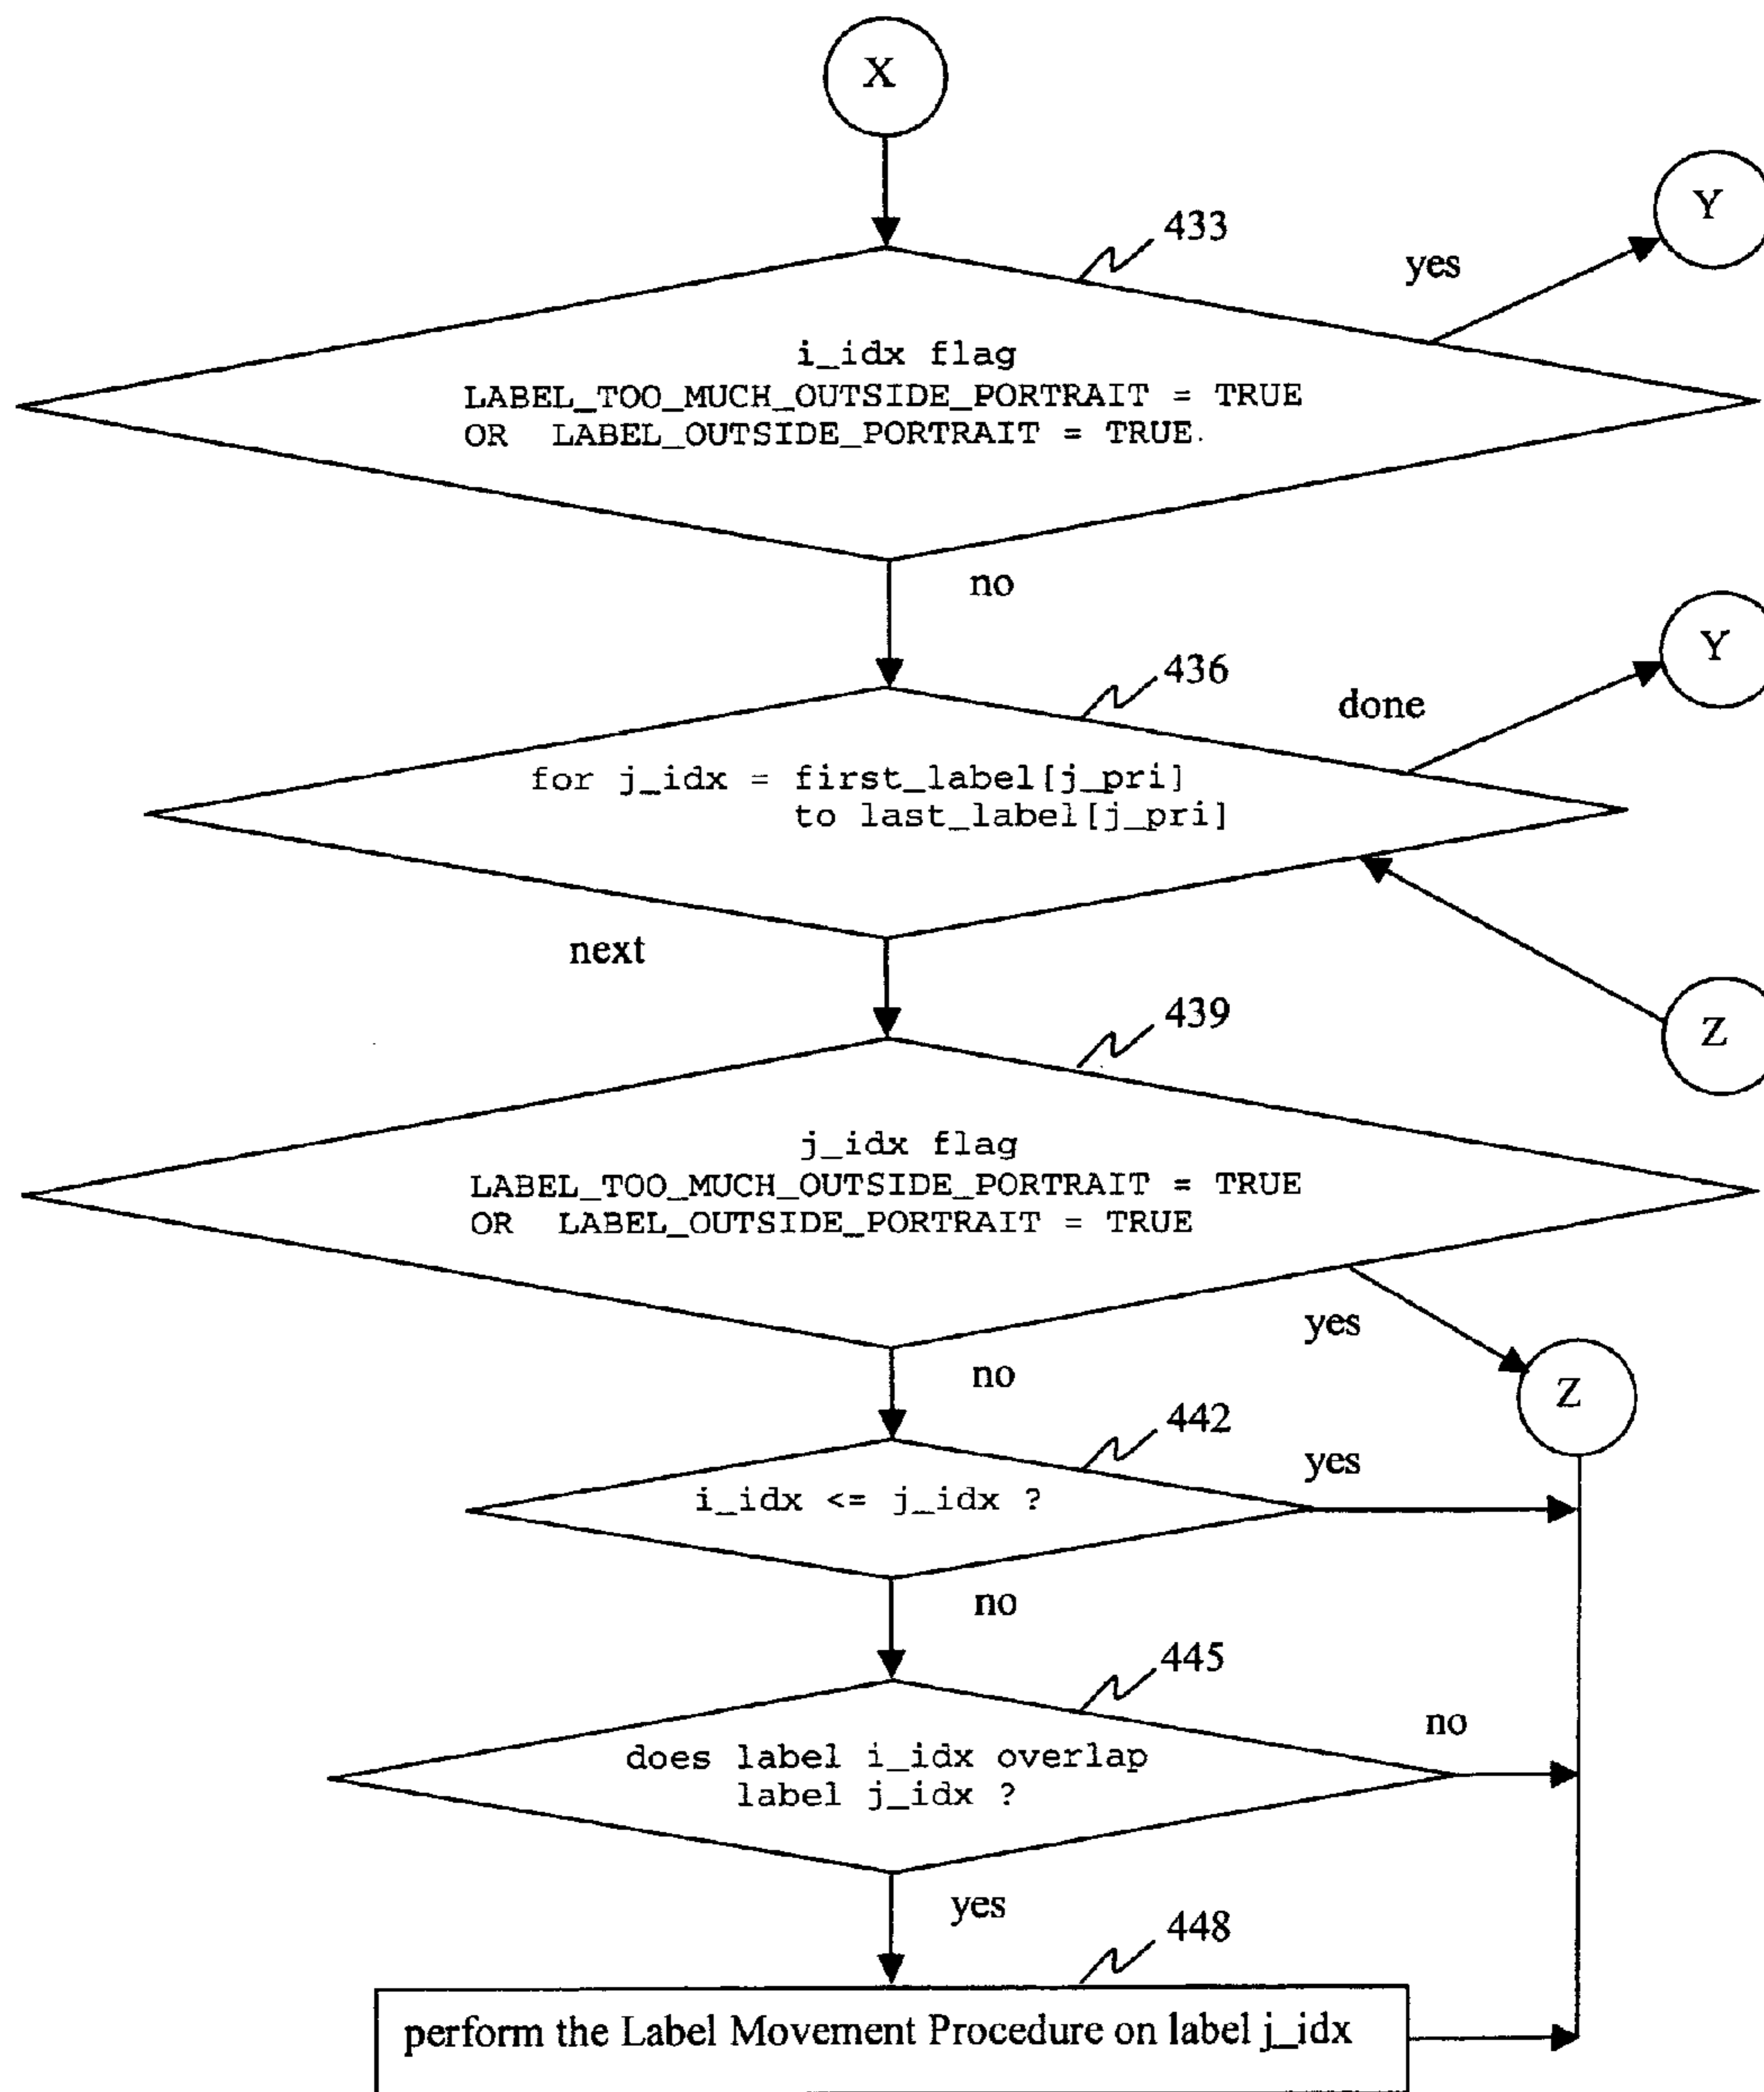 X
433
Y
yes
i_idx flag
LABEL_TOO_MUCH_OUTSIDE_PORTRAIT = TRUE
OR LABEL_OUTSIDE_PORTRAIT = TRUE.
no
436
Y
done
for j_idx = first_label[j_pri]
to last_label[j_pri]
next
Z
439
j_idx flag
LABEL_TOO_MUCH_OUTSIDE_PORTRAIT = TRUE
OR LABEL_OUTSIDE_PORTRAIT = TRUE
yes
no
Z
442
yes
i_idx <= j_idx ?
no
445
no
does label i_idx overlap
label j_idx ?
yes
448
perform the Label Movement Procedure on label j_idx